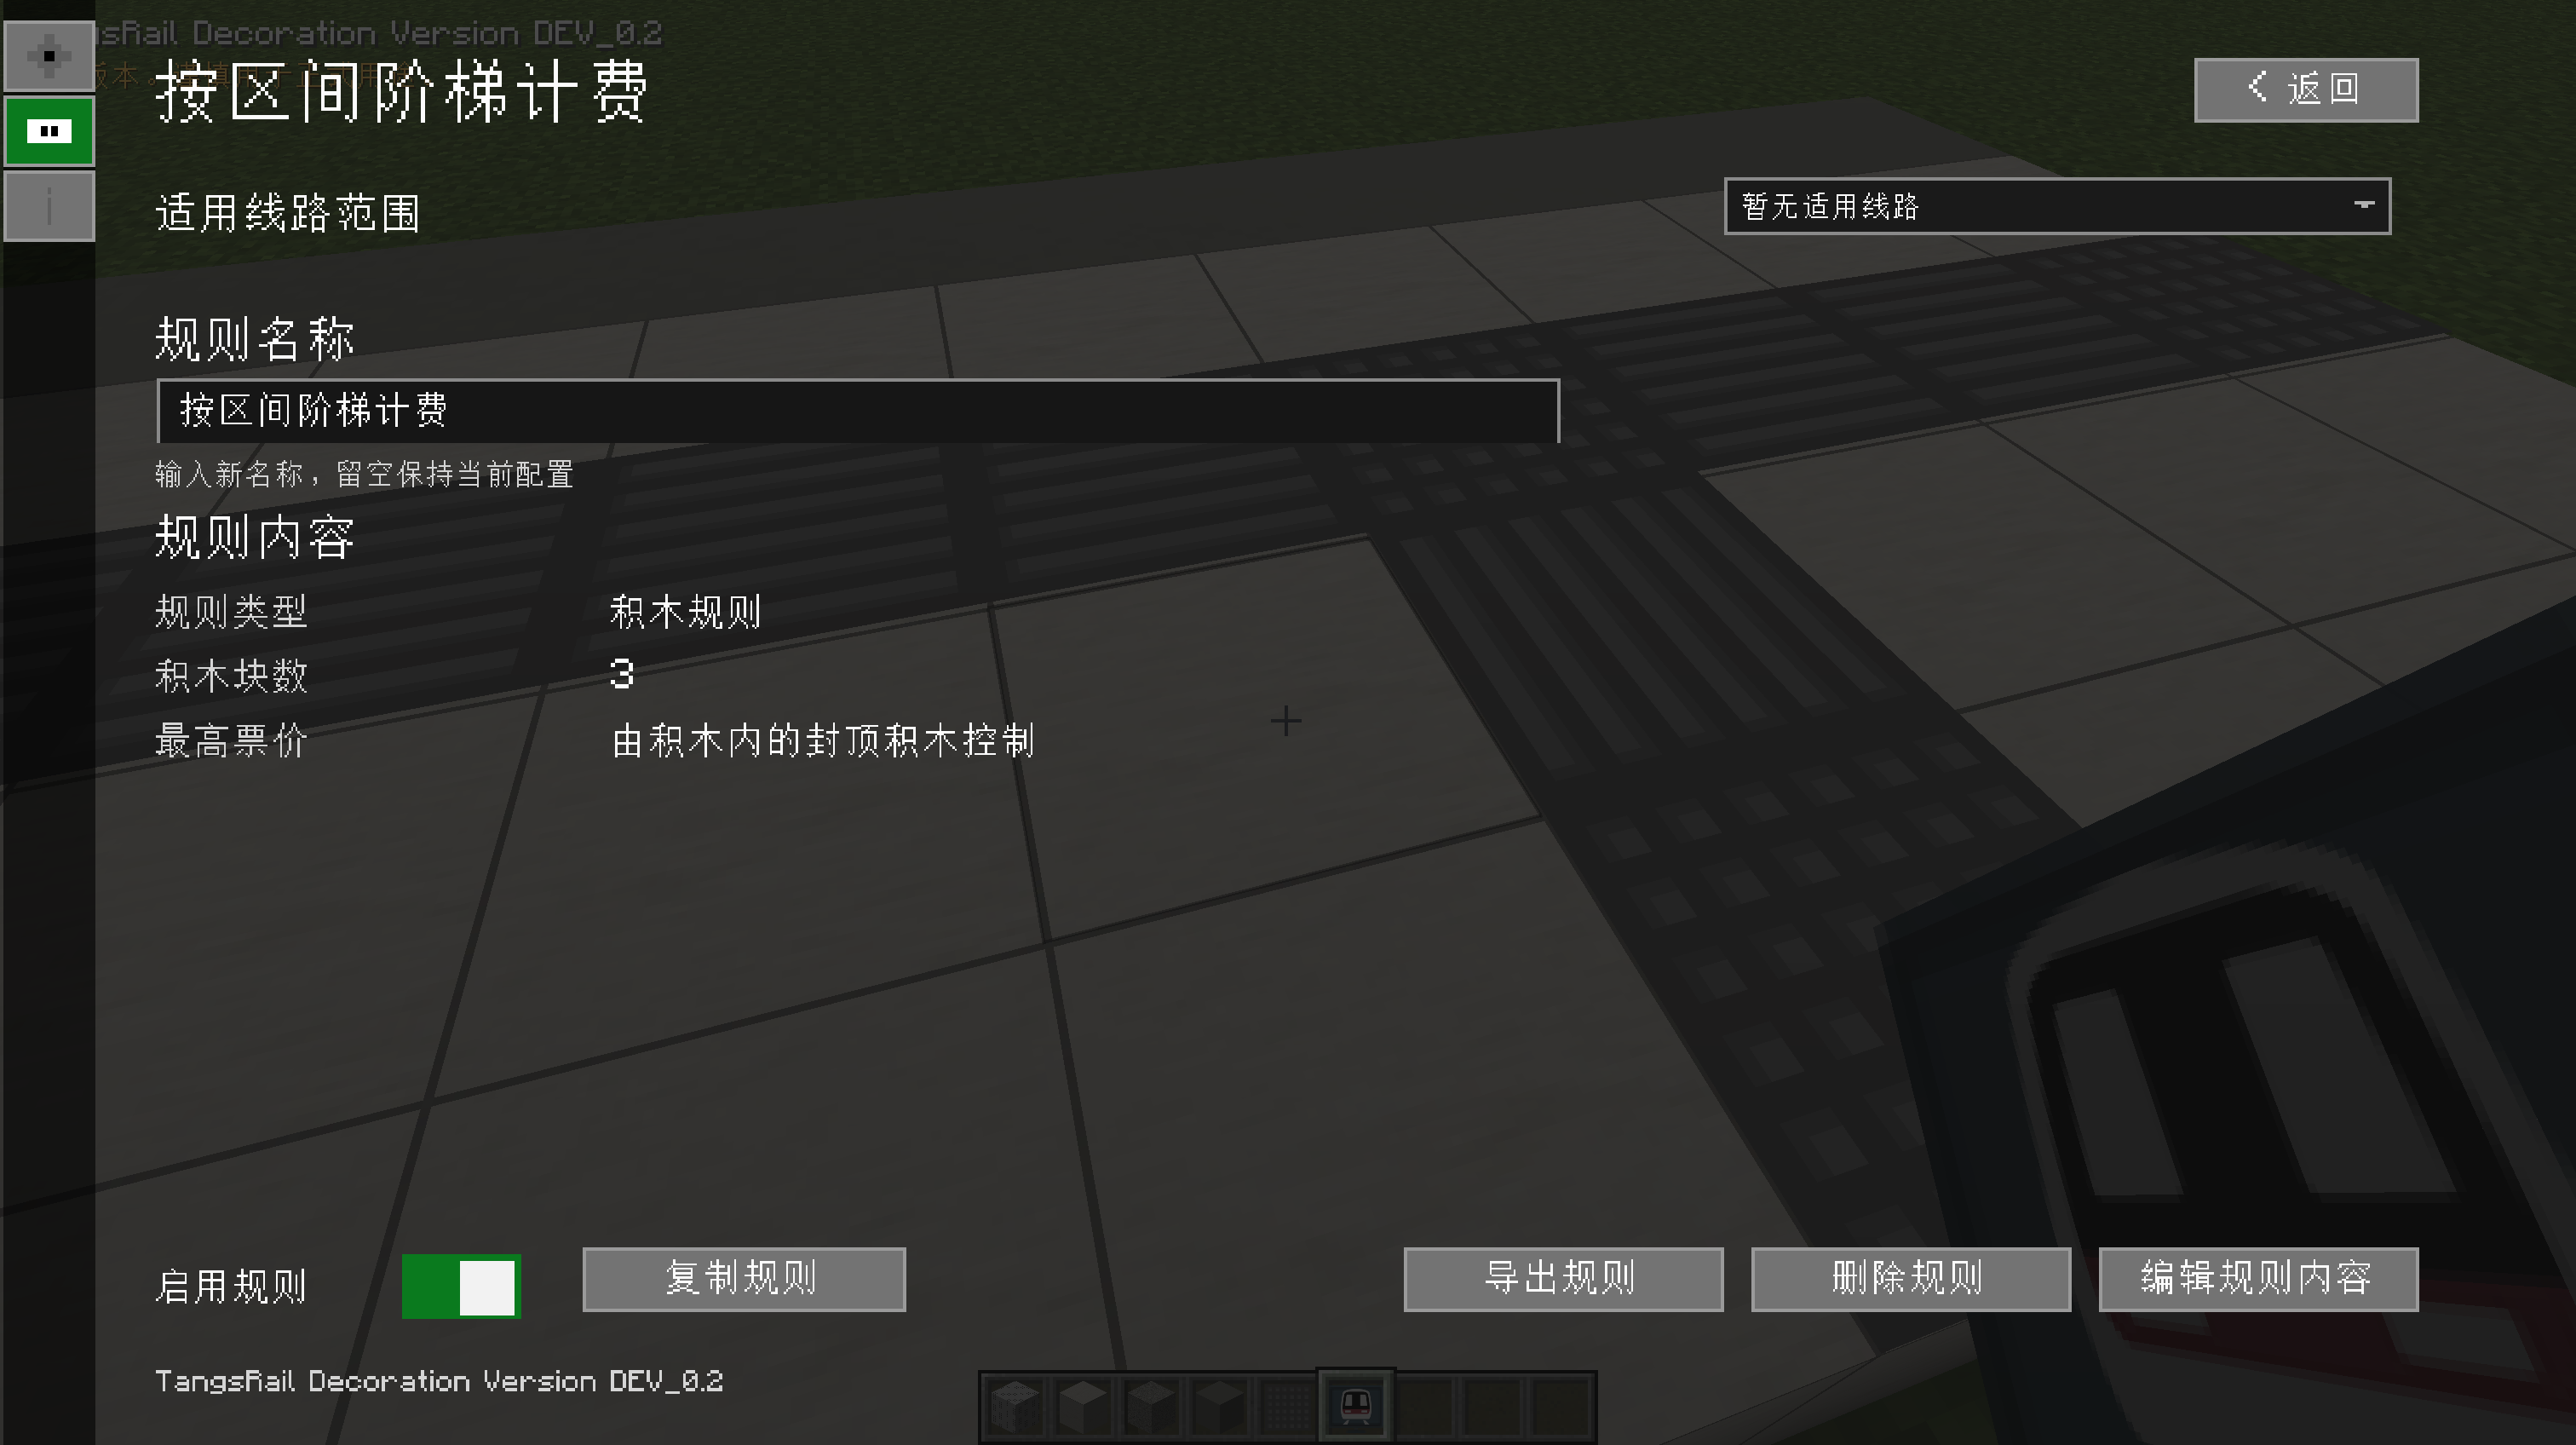 Rail Decoration Version DEV_0.2
按区间阶梯计费
< 返回
适用线路范围
暂无适用线路
规则名称
按区间阶梯计费
输入新名称，留空保持当前配置
规则内容
规则类型 积木规则
积木块数 3
最高票价 由积木内的封顶积木控制
启用规则
复制规则
导出规则
删除规则
编辑规则内容
TangsRail Decoration Version DEV_0.2